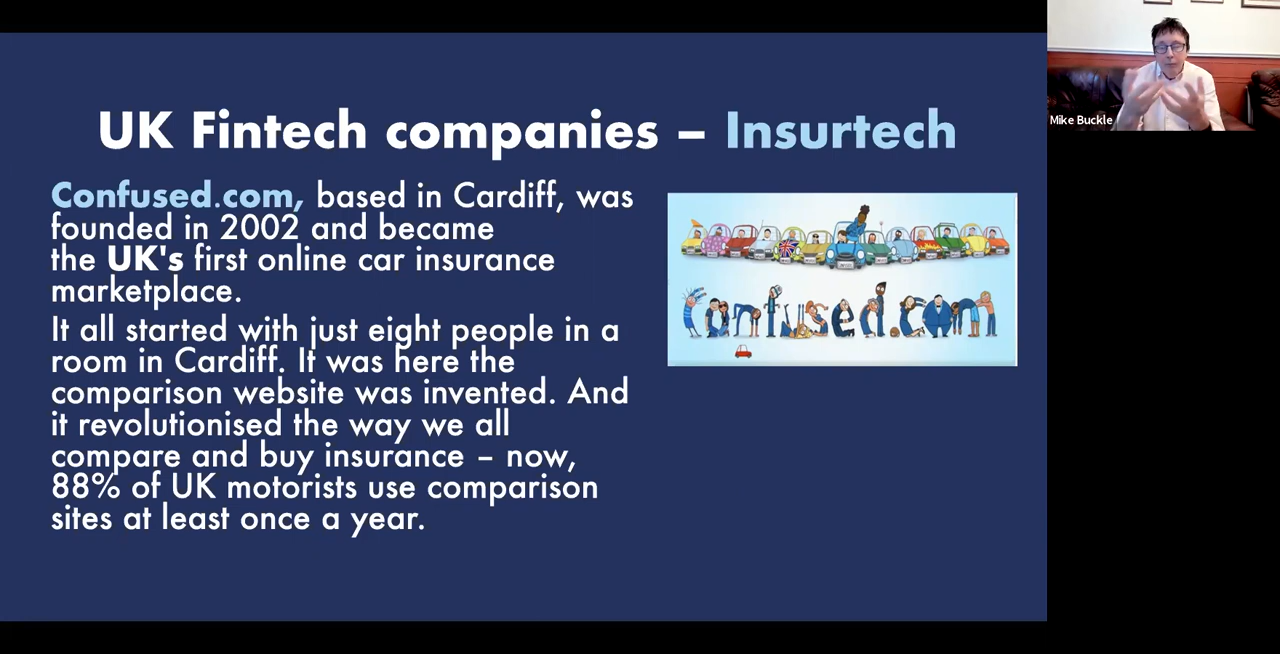 UK Fintech companies – Insurtech
Confused.com, based in Cardiff, was
founded in 2002 and became
the UK's first online car insurance
marketplace.
It all started with just eight people in a
room in Cardiff. It was here the
comparison website was invented. And
it revolutionised the way we all
compare and buy insurance – now,
88% of UK motorists use comparison
sites at least once a year.
Confused.com
Mike Buckle